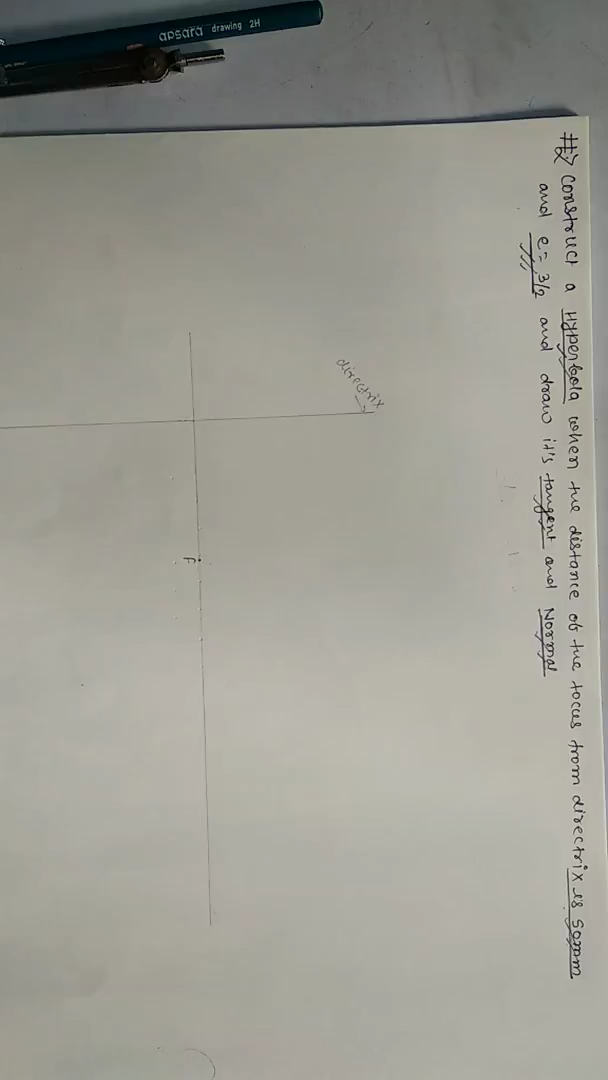 #Q> construct a Hyperbola when the distance of the focus from directrix is 50mm
and e = 3/2 and draw it's tangent and Normal
directrix
F
apsara drawing 2H